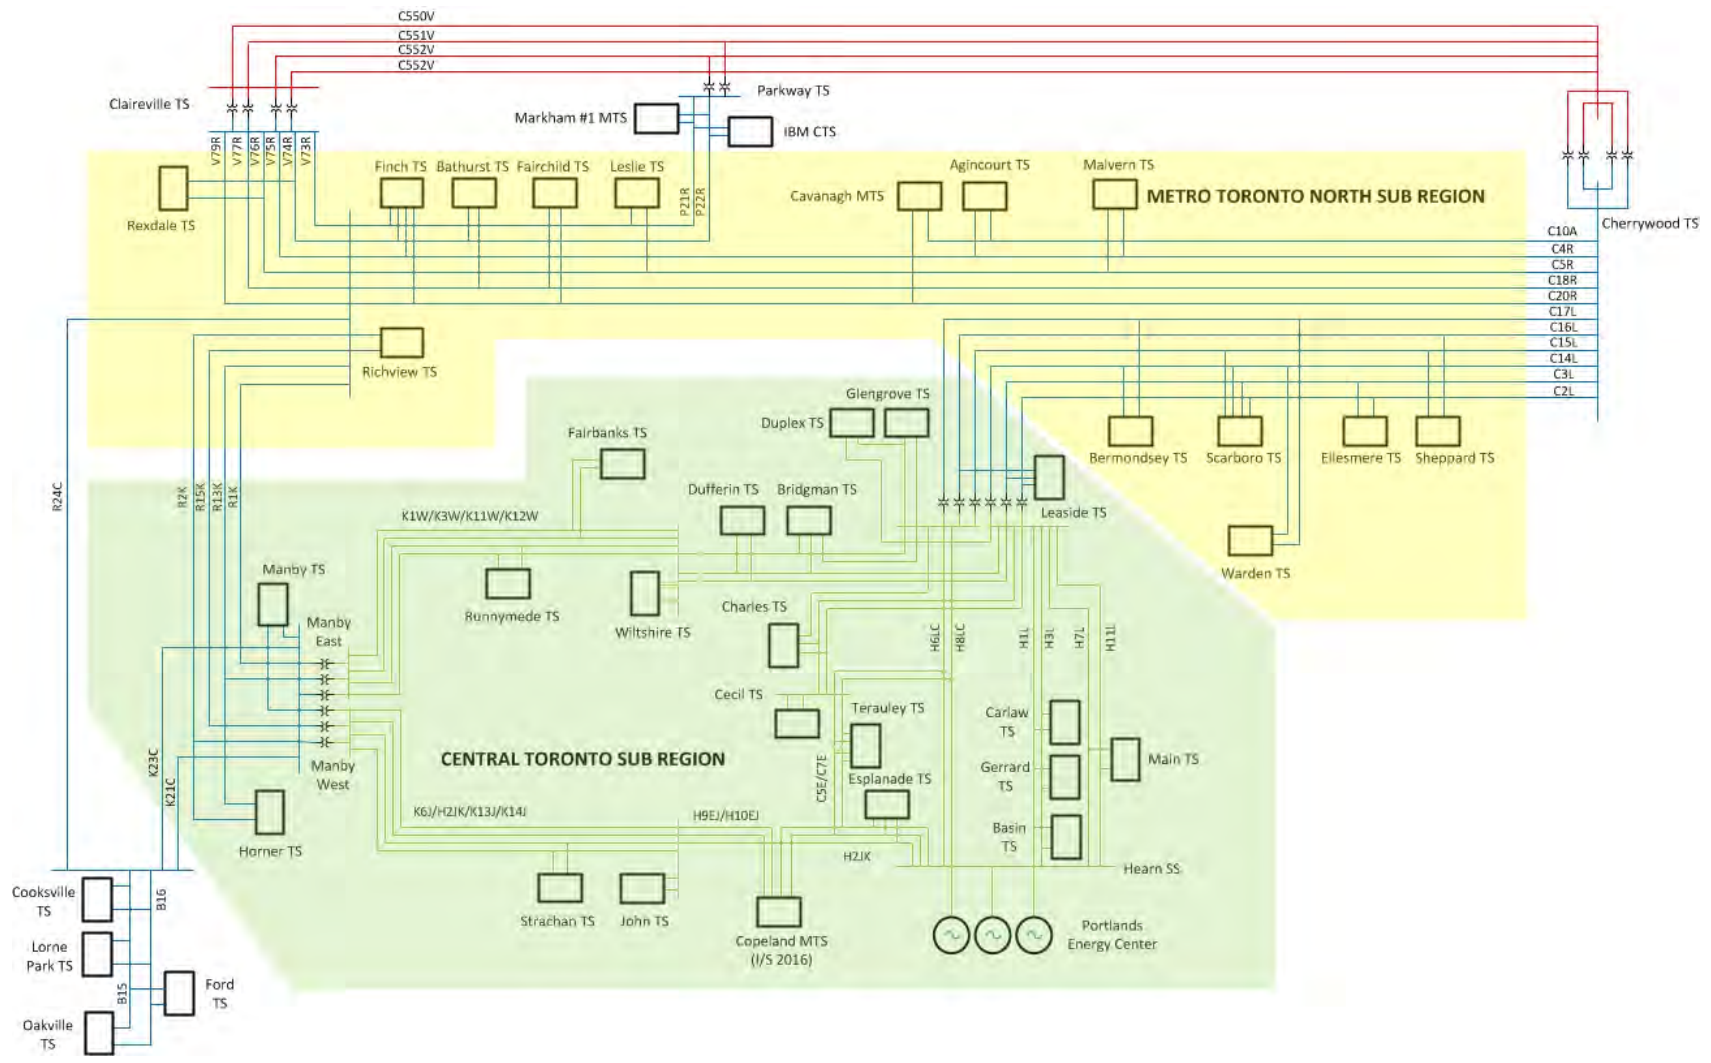 C550V
C551V
C552V
C552V
Claireville TS
Parkway TS
Markham #1 MTS
IBM CTS
V79R
V77R
V76R
V75R
V74R
V73R
Finch TS
Bathurst TS
Fairchild TS
Leslie TS
P21R
P22R
Cavanagh MTS
Agincourt TS
Malvern TS
METRO TORONTO NORTH SUB REGION
Rexdale TS
Cherrywood TS
C10A
C4R
C5R
C18R
C20R
C17L
C16L
C15L
C14L
C3L
C2L
Richview TS
Glengrove TS
Duplex TS
Fairbanks TS
Bermondsey TS
Scarboro TS
Ellesmere TS
Sheppard TS
R24C
R2K
R15K
R13K
R1K
Dufferin TS
Bridgman TS
Leaside TS
K1W/K3W/K11W/K12W
Warden TS
Manby TS
Runnymede TS
Wiltshire TS
Charles TS
Manby
East
H6LC
H8LC
H1L
H3L
H7L
H11L
Cecil TS
Terauley TS
Carlaw
TS
CENTRAL TORONTO SUB REGION
Main TS
Manby
West
K23C
K21C
Esplanade TS
C5E/C7E
Gerrard
TS
K6J/H2JK/K13J/K14J
H9EJ/H10EJ
Basin
TS
Horner TS
H2JK
Hearn SS
Cooksville
TS
B16
Strachan TS
John TS
Copeland MTS
(I/S 2016)
Portlands
Energy Center
Lorne
Park TS
B15
Ford
TS
Oakville
TS